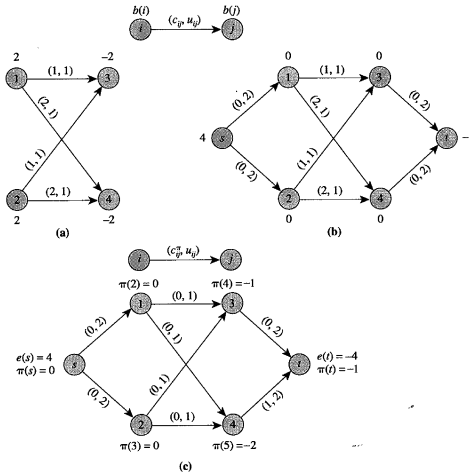 b(i) b(j)
i (c_ij, u_ij) j
2 -2
1 (1, 1) 3
(2, 1)
(1, 1)
2 (2, 1) 4
2 -2
(a)
0 0
1 (1, 1) 3
(0, 2) (2, 1) (0, 2)
4 s t –
(0, 2) (1, 1) (0, 2)
2 (2, 1) 4
0 0
(b)
i (c^π_ij, u_ij) j
π(2) = 0 π(4) = –1
1 (0, 1) 3
(0, 2) (0, 1) (0, 2)
e(s) = 4 e(t) = –4
π(s) = 0 s t π(t) = –1
(0, 2) (0, 1) (1, 2)
2 (0, 1) 4
π(3) = 0 π(5) = –2
(c)